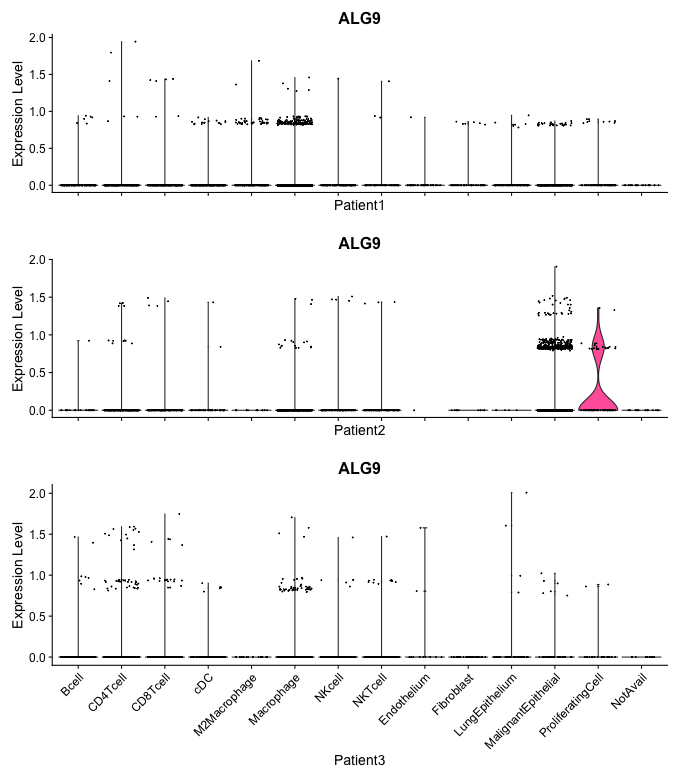 ALG9
Expression Level
2.0
1.5
1.0
0.5
0.0
Patient1
ALG9
Expression Level
2.0
1.5
1.0
0.5
0.0
Patient2
ALG9
Expression Level
2.0
1.5
1.0
0.5
0.0
Bcell
CD4Tcell
CD8Tcell
cDC
M2Macrophage
Macrophage
NKcell
NKTcell
Endothelium
Fibroblast
LungEpithelium
MalignantEpithelial
ProliferatingCell
NotAvail
Patient3